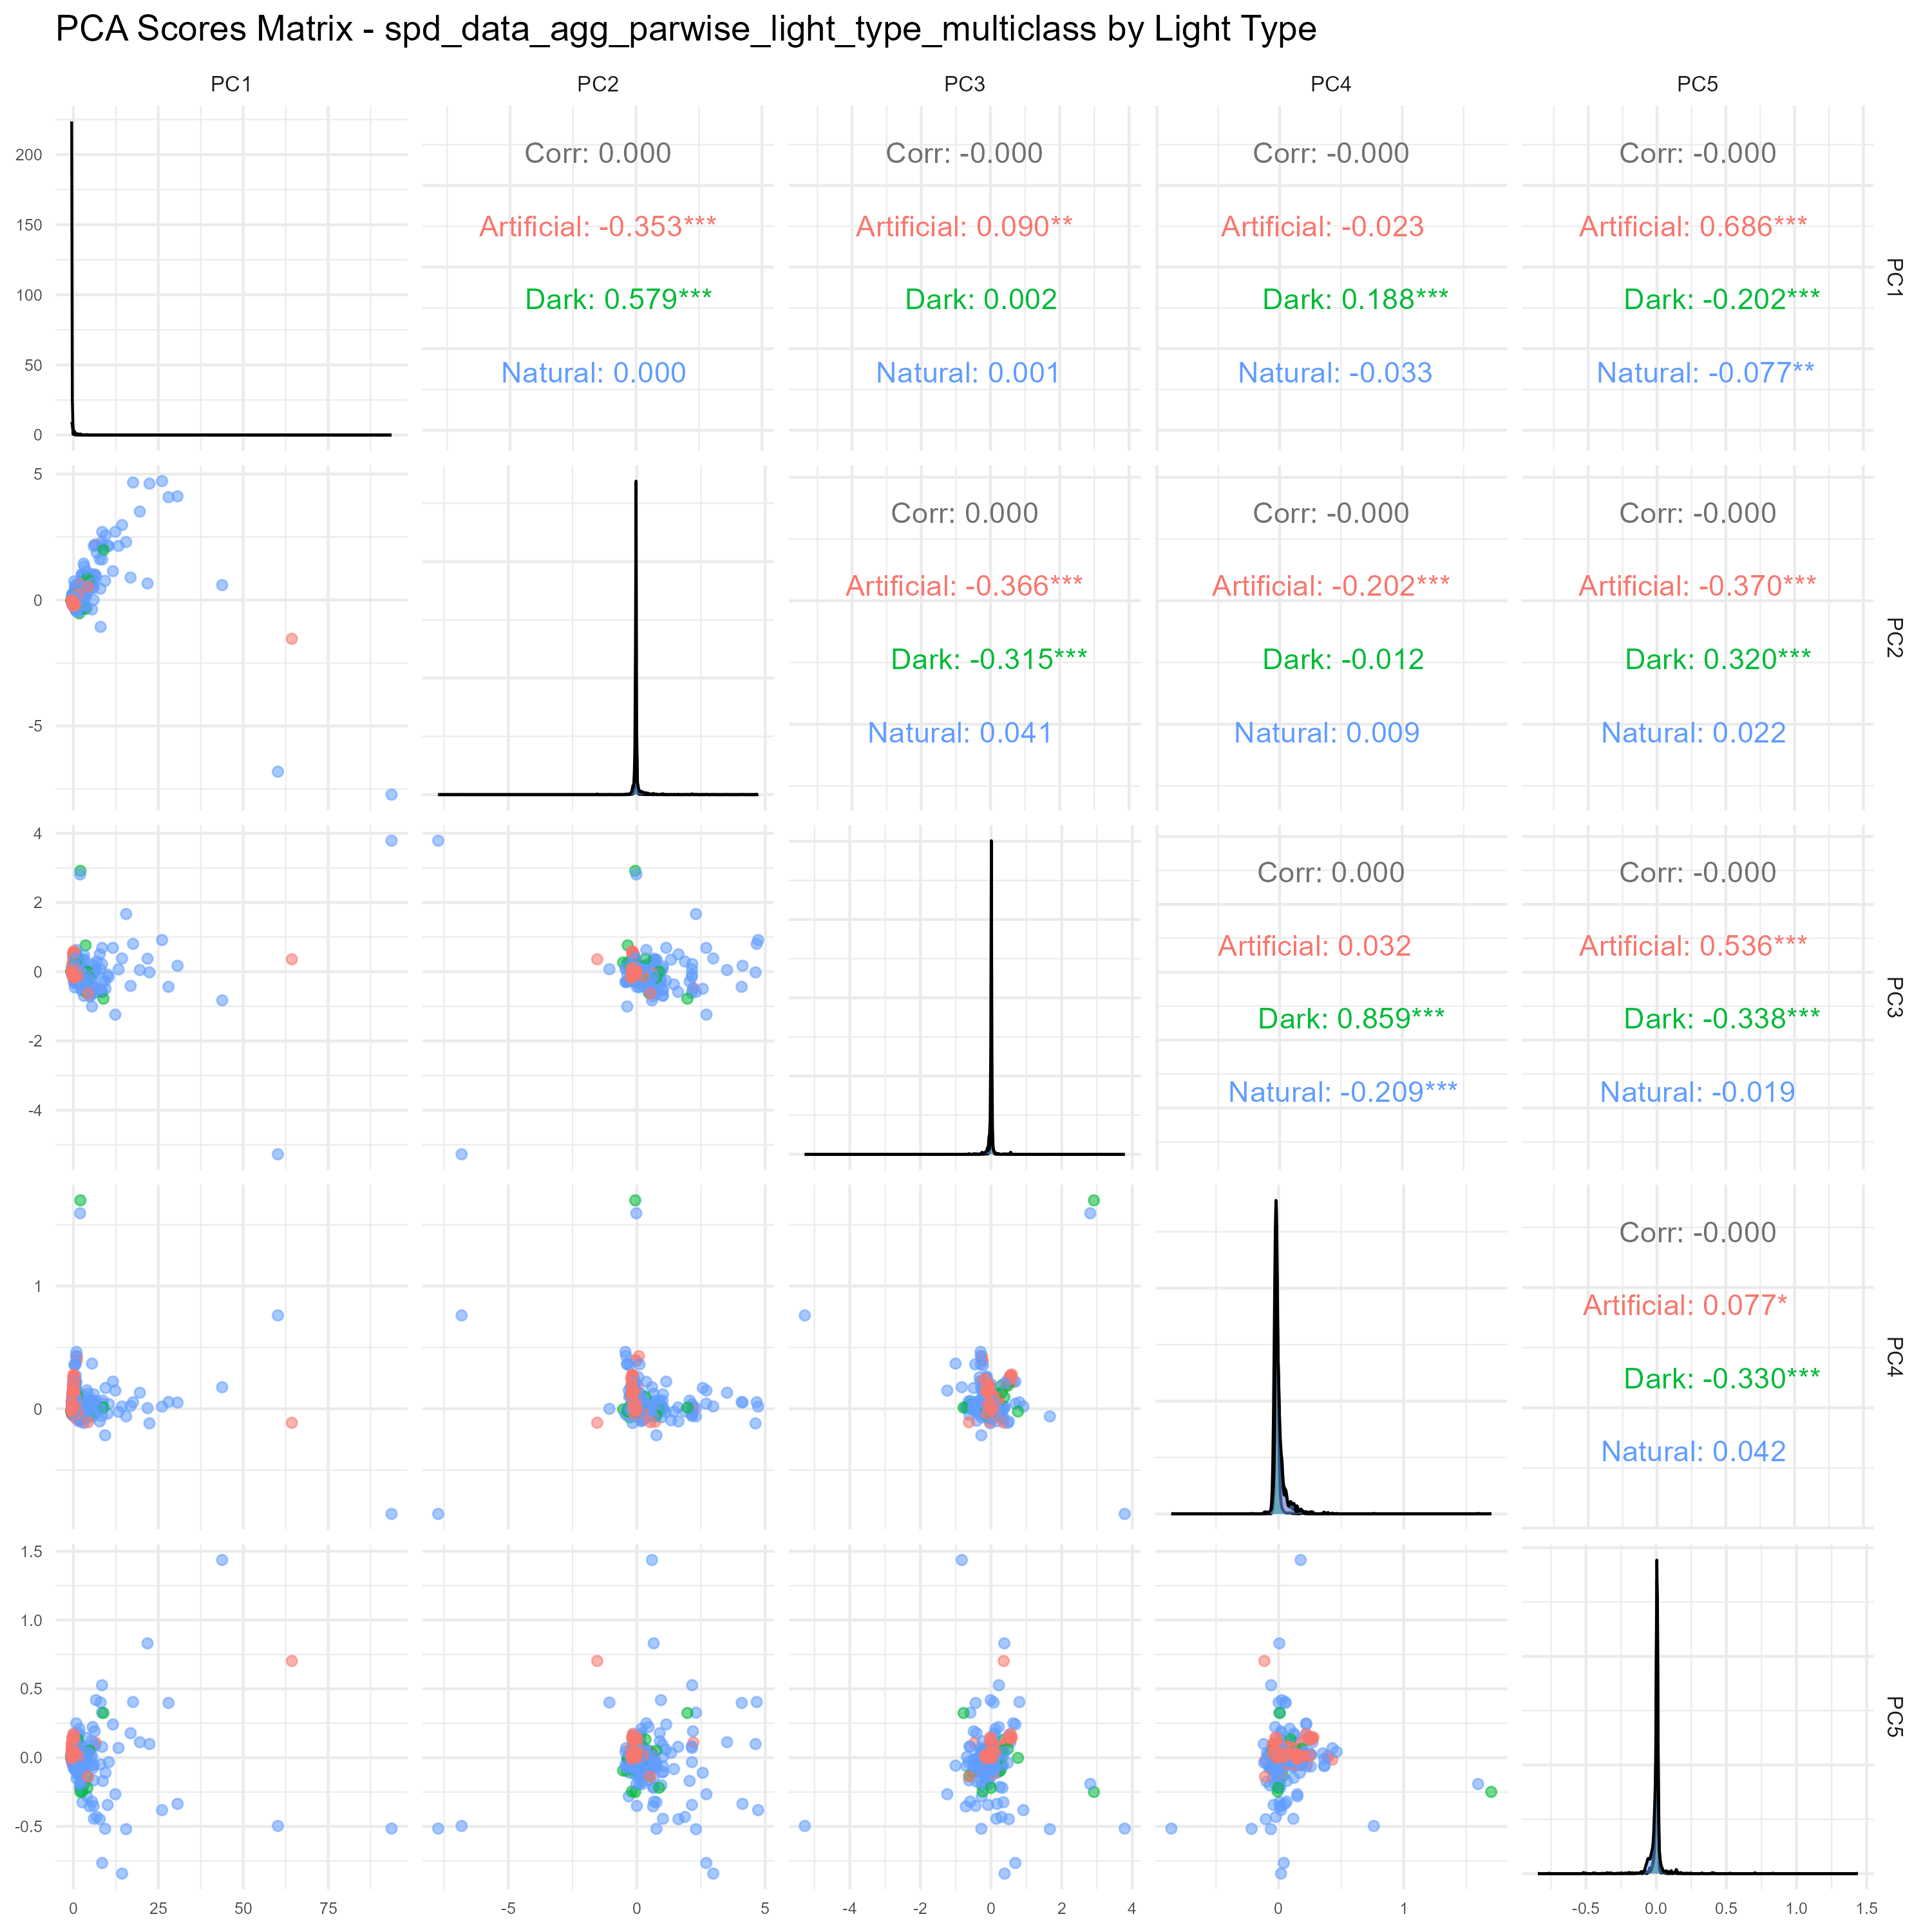 PCA Scores Matrix - spd_data_agg_parwise_light_type_multiclass by Light Type
PC1
PC2
PC3
PC4
PC5
200
150
100
50
0
Corr: 0.000
Artificial: -0.353***
Dark: 0.579***
Natural: 0.000
Corr: -0.000
Artificial: 0.090**
Dark: 0.002
Natural: 0.001
Corr: -0.000
Artificial: -0.023
Dark: 0.188***
Natural: -0.033
Corr: -0.000
Artificial: 0.686***
Dark: -0.202***
Natural: -0.077**
PC1
5
0
-5
Corr: 0.000
Artificial: -0.366***
Dark: -0.315***
Natural: 0.041
Corr: -0.000
Artificial: -0.202***
Dark: -0.012
Natural: 0.009
Corr: -0.000
Artificial: -0.370***
Dark: 0.320***
Natural: 0.022
PC2
4
2
0
-2
-4
Corr: 0.000
Artificial: 0.032
Dark: 0.859***
Natural: -0.209***
Corr: -0.000
Artificial: 0.536***
Dark: -0.338***
Natural: -0.019
PC3
1
0
Corr: -0.000
Artificial: 0.077*
Dark: -0.330***
Natural: 0.042
PC4
1.5
1.0
0.5
0.0
-0.5
PC5
0
25
50
75
-5
0
5
-4
-2
0
2
4
0
1
-0.5
0.0
0.5
1.0
1.5